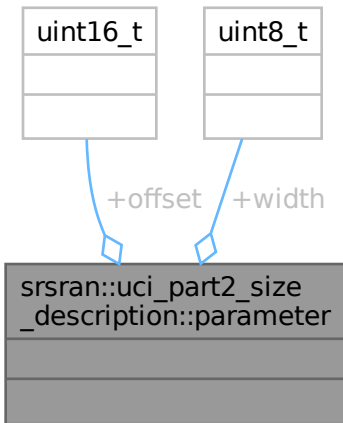 uint16_t
uint8_t
+offset
+width
srsran::uci_part2_size
_description::parameter